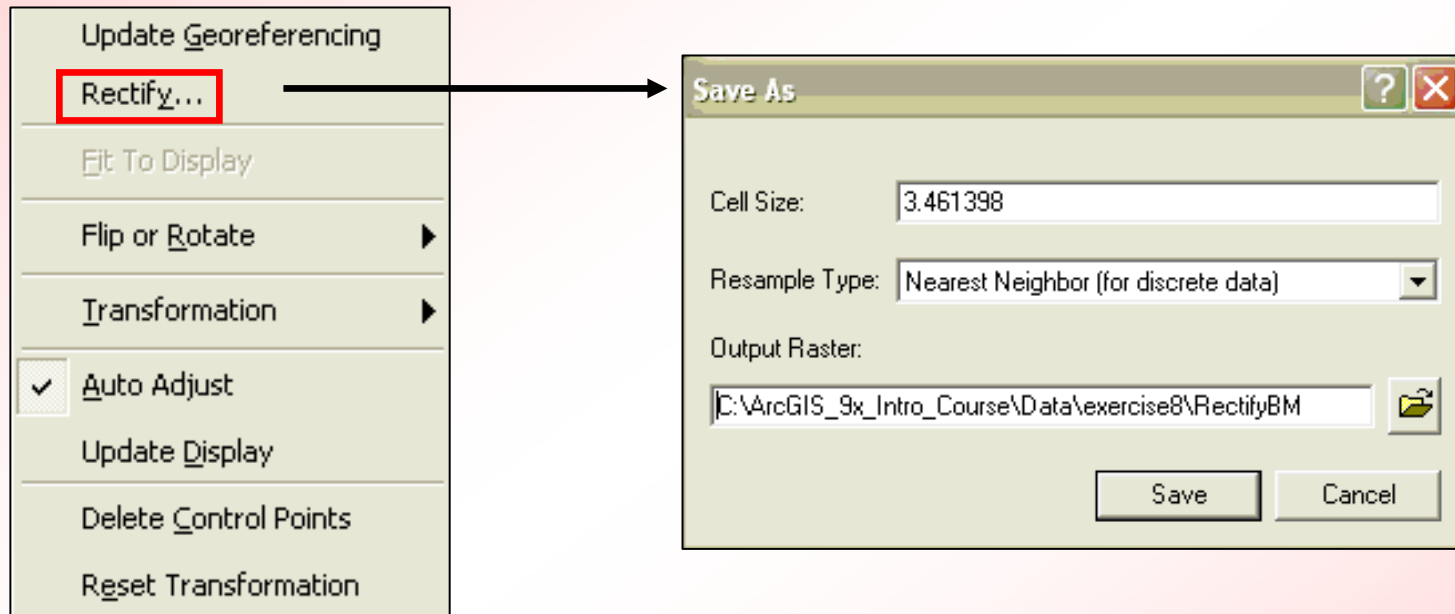 Update Georeferencing
Rectify...
Fit To Display
Flip or Rotate
Transformation
Auto Adjust
Update Display
Delete Control Points
Reset Transformation
Save As
Cell Size: 3.461398
Resample Type: Nearest Neighbor (for discrete data)
Output Raster:
C:\ArcGIS_9x_Intro_Course\Data\exercise8\RectifyBM
Save Cancel